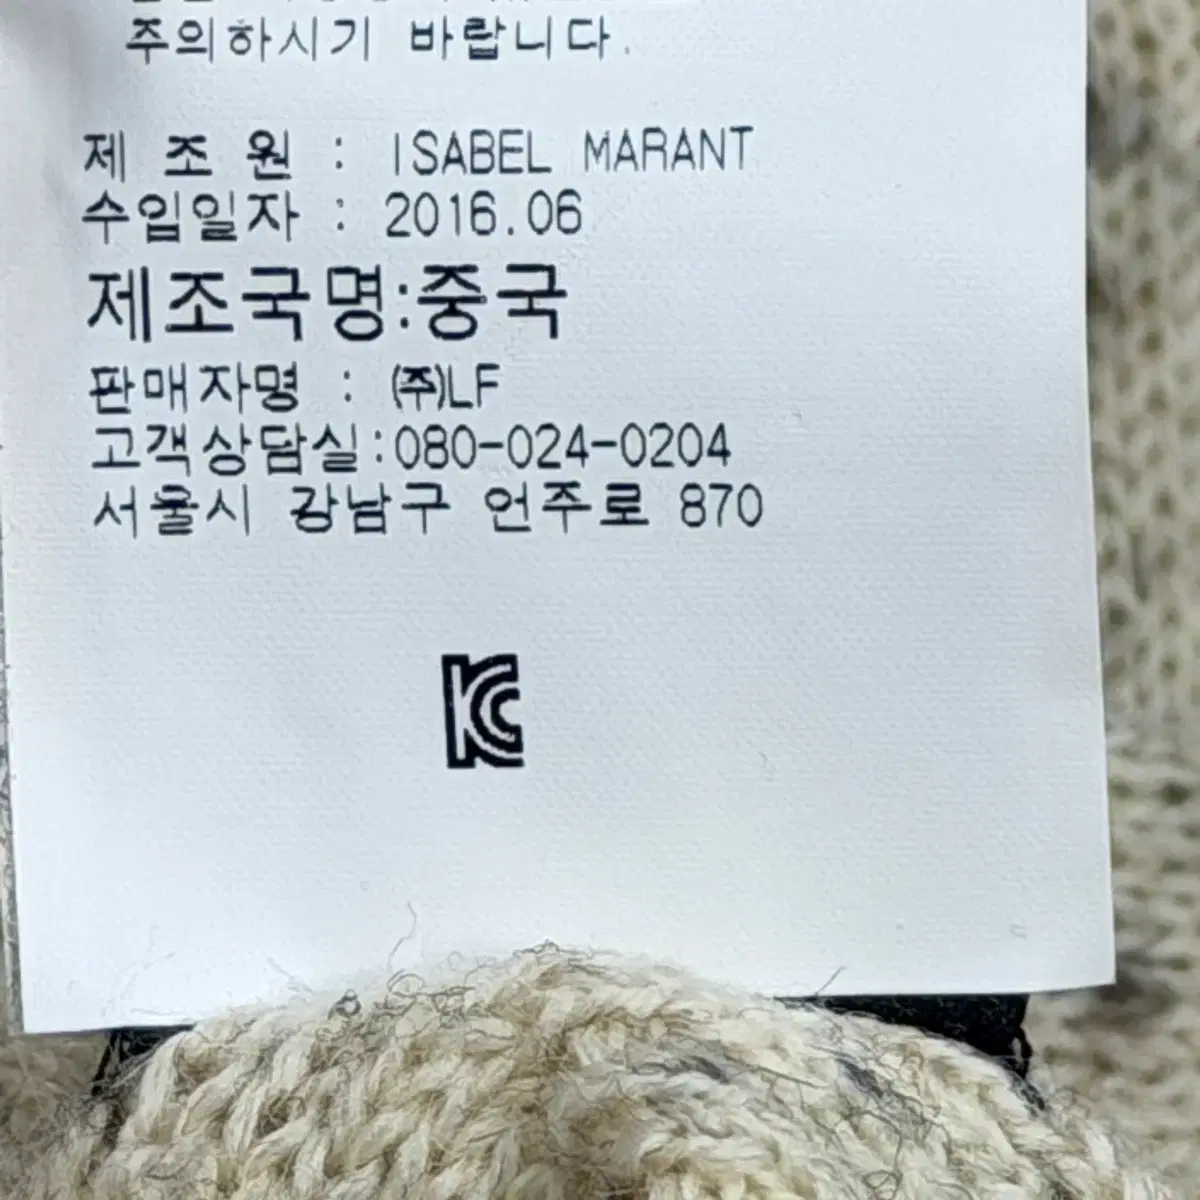 주의하시기 바랍니다.
제 조 원 : ISABEL MARANT
수입일자 : 2016.06
제조국명:중국
판매자명 : (주)LF
고객상담실:080-024-0204
서울시 강남구 언주로 870
KC